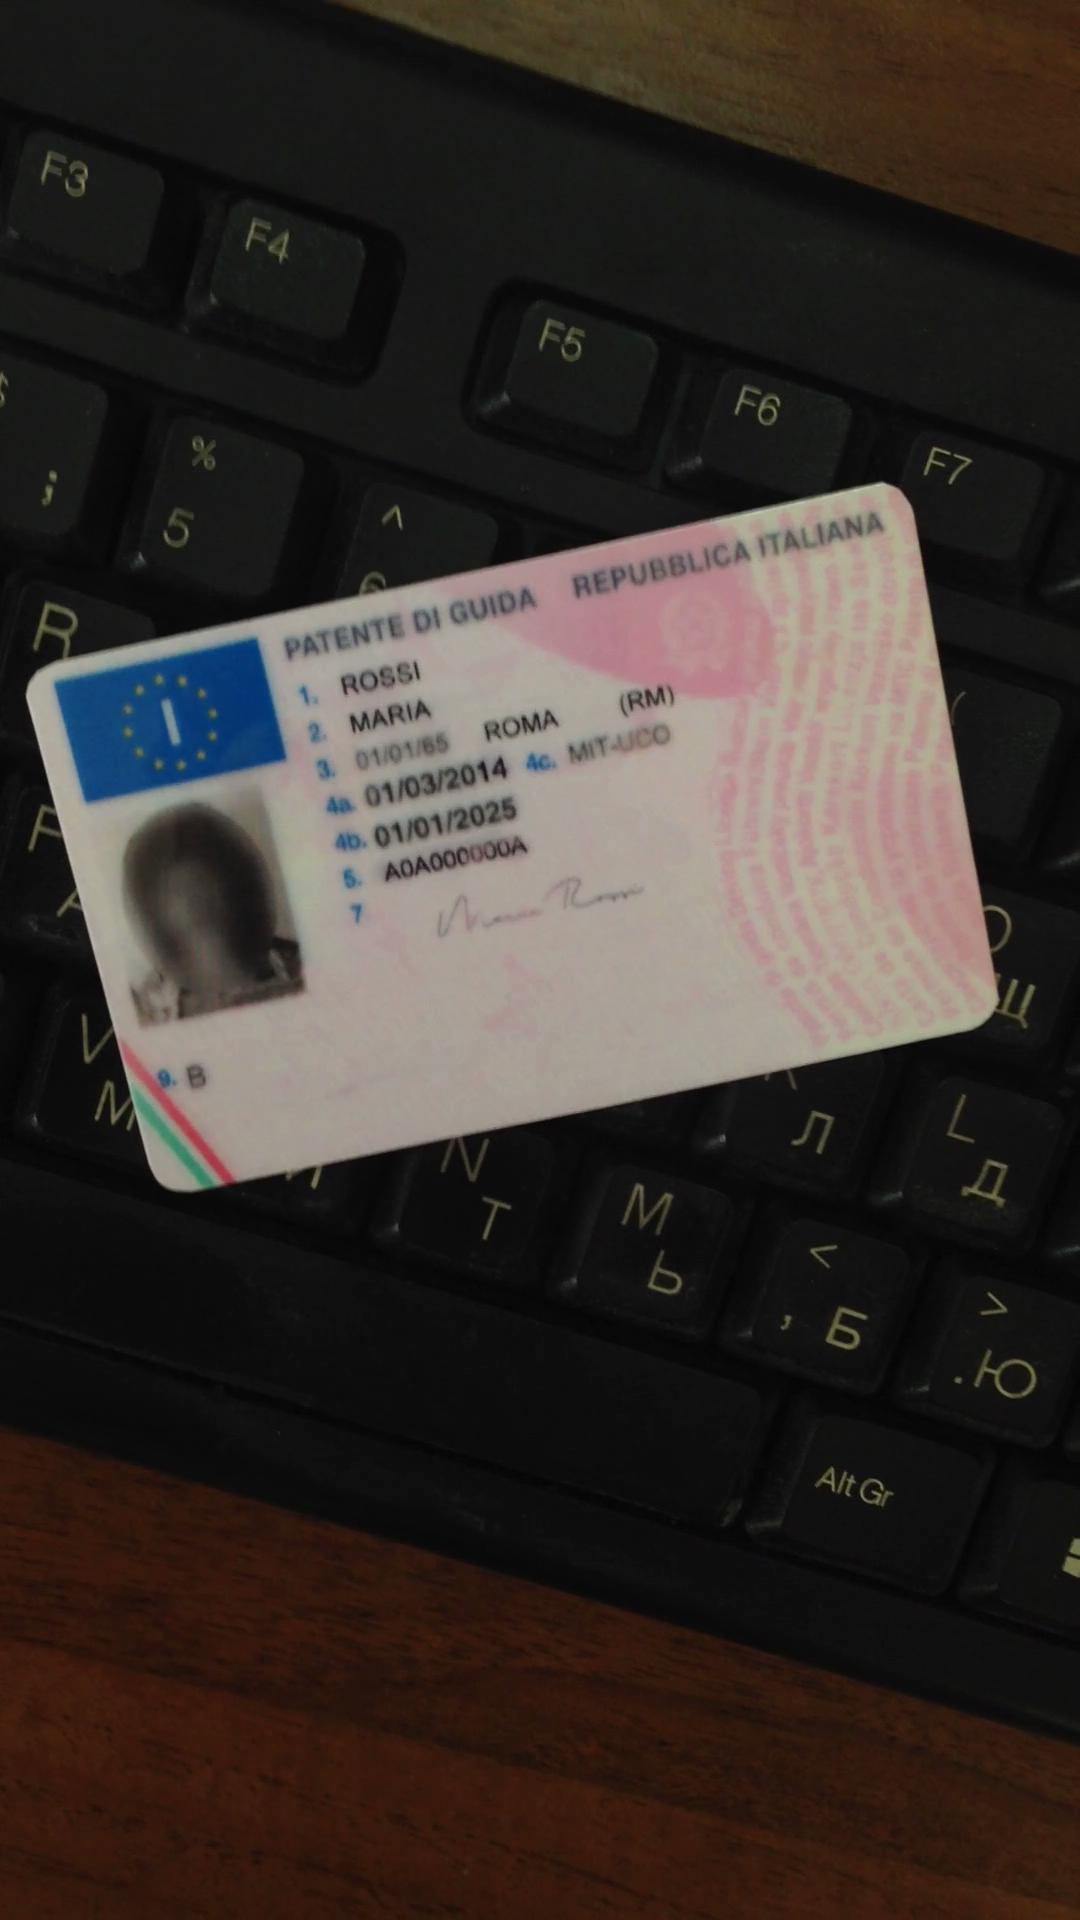 F3
F4
F5
F6
F7
%
5
;
^
R
PATENTE DI GUIDA REPUBBLICA ITALIANA
I
1. ROSSI
2. MARIA
3. 01/01/65 ROMA (RM)
4a. 01/03/2014 4c. MIT-UCO
4b. 01/01/2025
5. A0A000000A
7 Maria Rossi
9. B
V
М
Щ
Л
L
Д
N
Т
M
Ь
<
, Б
>
. Ю
Alt Gr